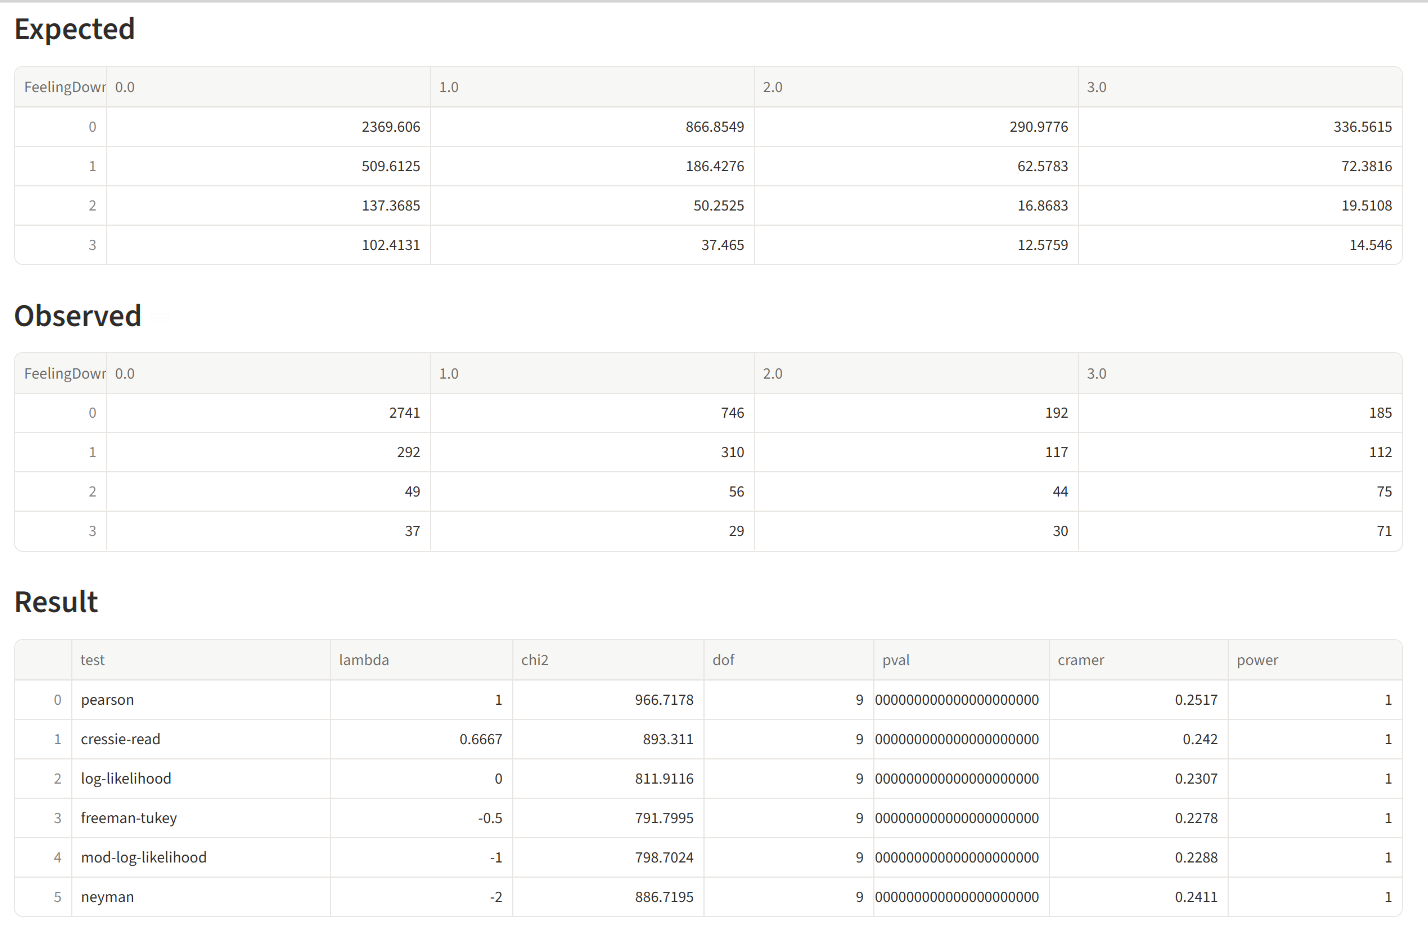 Expected
FeelingDown 0.0 1.0 2.0 3.0
0 2369.606 866.8549 290.9776 336.5615
1 509.6125 186.4276 62.5783 72.3816
2 137.3685 50.2525 16.8683 19.5108
3 102.4131 37.465 12.5759 14.546
Observed
FeelingDown 0.0 1.0 2.0 3.0
0 2741 746 192 185
1 292 310 117 112
2 49 56 44 75
3 37 29 30 71
Result
test lambda chi2 dof pval cramer power
0 pearson 1 966.7178 9 000000000000000000000 0.2517 1
1 cressie-read 0.6667 893.311 9 000000000000000000000 0.242 1
2 log-likelihood 0 811.9116 9 000000000000000000000 0.2307 1
3 freeman-tukey -0.5 791.7995 9 000000000000000000000 0.2278 1
4 mod-log-likelihood -1 798.7024 9 000000000000000000000 0.2288 1
5 neyman -2 886.7195 9 000000000000000000000 0.2411 1